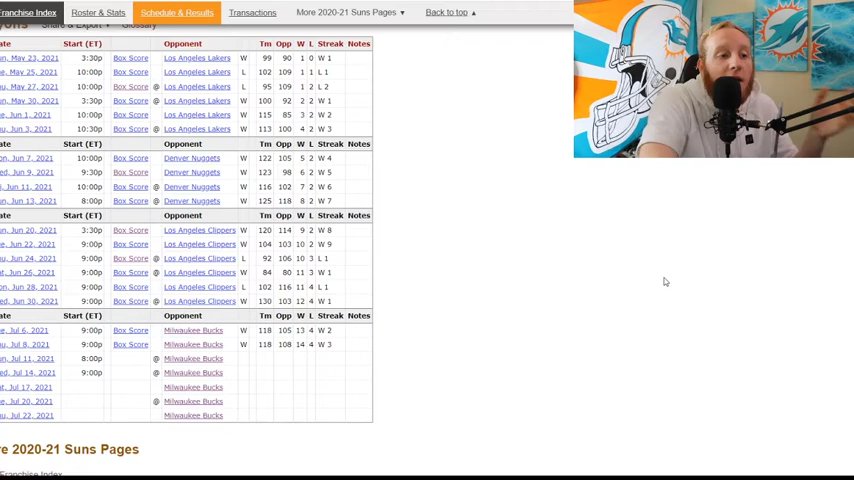 Franchise Index Roster & Stats Schedule & Results Transactions More 2020-21 Suns Pages ▼ Back to top ▲
Share & Export Glossary
ate Start (ET) Opponent Tm Opp W L Streak Notes
un, May 23, 2021 3:30p Box Score Los Angeles Lakers W 99 90 1 0 W 1
e, May 25, 2021 10:00p Box Score Los Angeles Lakers L 102 109 1 1 L 1
u, May 27, 2021 10:00p Box Score @ Los Angeles Lakers L 95 109 1 2 L 2
un, May 30, 2021 3:30p Box Score @ Los Angeles Lakers W 100 92 2 2 W 1
e, Jun 1, 2021 10:00p Box Score Los Angeles Lakers W 115 85 3 2 W 2
u, Jun 3, 2021 10:30p Box Score @ Los Angeles Lakers W 113 100 4 2 W 3
ate Start (ET) Opponent Tm Opp W L Streak Notes
on, Jun 7, 2021 10:00p Box Score Denver Nuggets W 122 105 5 2 W 4
ed, Jun 9, 2021 9:30p Box Score Denver Nuggets W 123 98 6 2 W 5
i, Jun 11, 2021 10:00p Box Score @ Denver Nuggets W 116 102 7 2 W 6
un, Jun 13, 2021 8:00p Box Score @ Denver Nuggets W 125 118 8 2 W 7
ate Start (ET) Opponent Tm Opp W L Streak Notes
un, Jun 20, 2021 3:30p Box Score Los Angeles Clippers W 120 114 9 2 W 8
e, Jun 22, 2021 9:00p Box Score Los Angeles Clippers W 104 103 10 2 W 9
u, Jun 24, 2021 9:00p Box Score @ Los Angeles Clippers L 92 106 10 3 L 1
at, Jun 26, 2021 9:00p Box Score @ Los Angeles Clippers W 84 80 11 3 W 1
on, Jun 28, 2021 9:00p Box Score Los Angeles Clippers L 102 116 11 4 L 1
ed, Jun 30, 2021 9:00p Box Score @ Los Angeles Clippers W 130 103 12 4 W 1
ate Start (ET) Opponent Tm Opp W L Streak Notes
e, Jul 6, 2021 9:00p Box Score Milwaukee Bucks W 118 105 13 4 W 2
u, Jul 8, 2021 9:00p Box Score Milwaukee Bucks W 118 108 14 4 W 3
un, Jul 11, 2021 8:00p @ Milwaukee Bucks
ed, Jul 14, 2021 9:00p @ Milwaukee Bucks
at, Jul 17, 2021 Milwaukee Bucks
e, Jul 20, 2021 @ Milwaukee Bucks
u, Jul 22, 2021 Milwaukee Bucks
re 2020-21 Suns Pages
Franchise Index